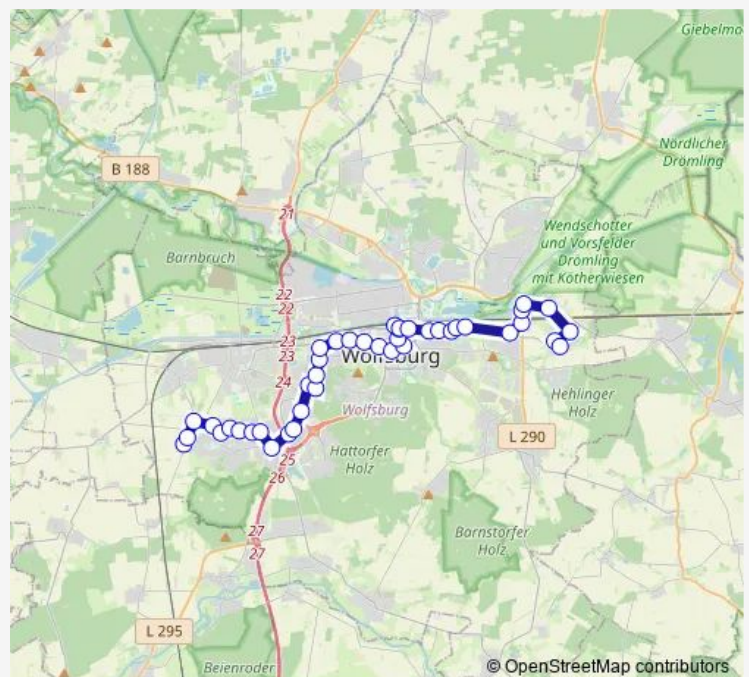 Giebelmo
B 188
21
Nördlicher
Drömling
Barnbruch
Wendschotter
und Vorsfelder
Drömling
mit Kötherwiesen
22
22
23
23
Wolfsburg
24
Wolfsburg
Hehlinger
Holz
L 290
Hattorfer
Holz
25
26
Barnstorfer
Holz
27
27
L 295
Beienroder
© OpenStreetMap contributors